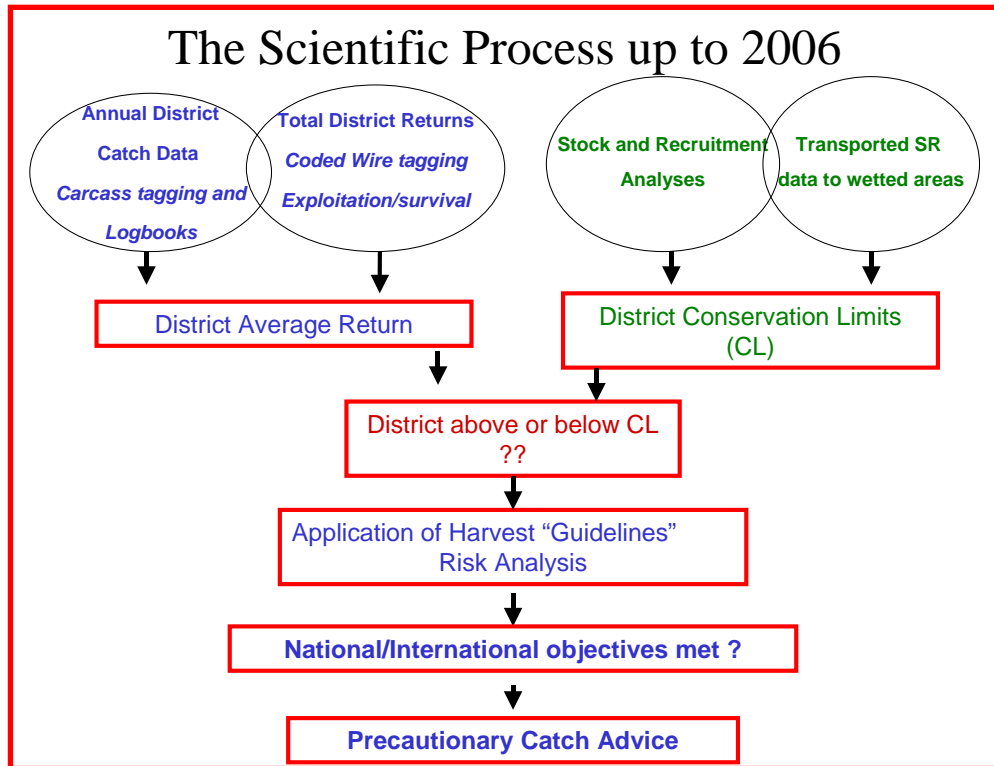 The Scientific Process up to 2006
Annual District
Catch Data
Carcass tagging and
Logbooks
Total District Returns
Coded Wire tagging
Exploitation/survival
Stock and Recruitment
Analyses
Transported SR
data to wetted areas
District Average Return
District Conservation Limits
(CL)
District above or below CL
??
Application of Harvest “Guidelines”
Risk Analysis
National/International objectives met ?
Precautionary Catch Advice